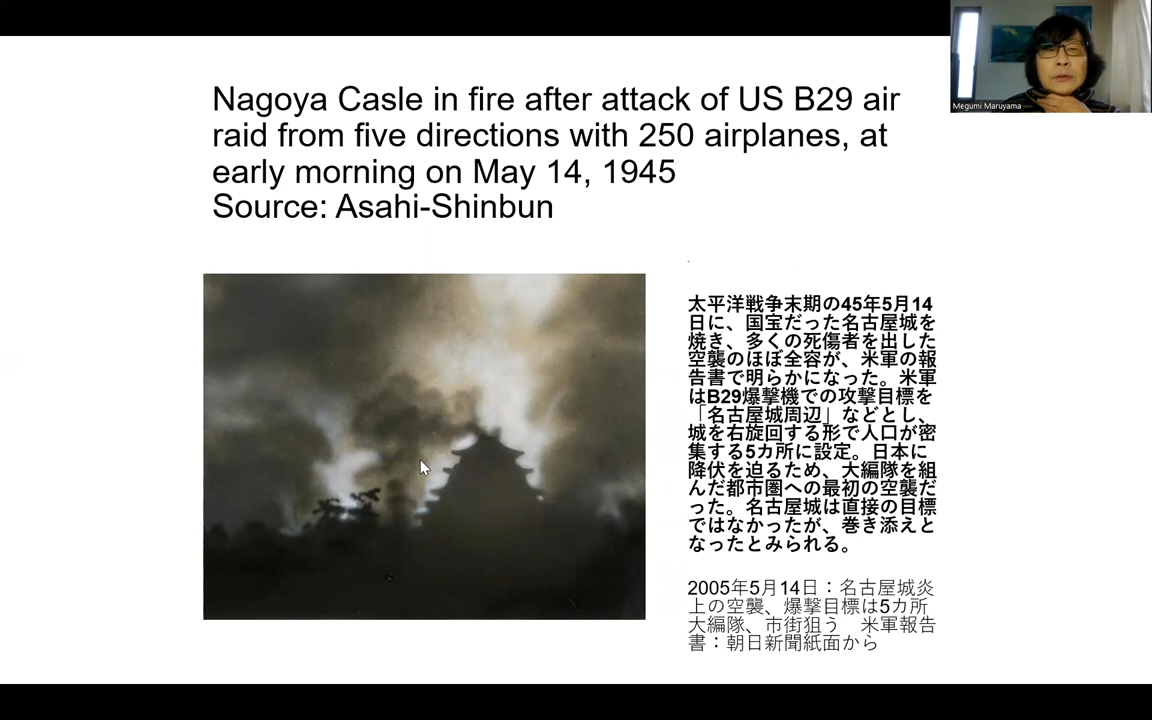 Nagoya Casle in fire after attack of US B29 air
raid from five directions with 250 airplanes, at
early morning on May 14, 1945
Source: Asahi-Shinbun
Megumi Maruyama
太平洋戦争末期の45年5月14
日に、国宝だった名古屋城を
焼き、多くの死傷者を出した
空襲のほぼ全容が、米軍の報
告書で明らかになった。米軍
はB29爆撃機での攻撃目標を
「名古屋城周辺」などとし、
城を右旋回する形で人口が密
集する5カ所に設定。日本に
降伏を迫るため、大編隊を組
んだ都市圏への最初の空襲だ
った。名古屋城は直接の目標
ではなかったが、巻き添えと
なったとみられる。
2005年5月14日：名古屋城炎
上の空襲、爆撃目標は5カ所
大編隊、市街狙う　米軍報告
書：朝日新聞紙面から